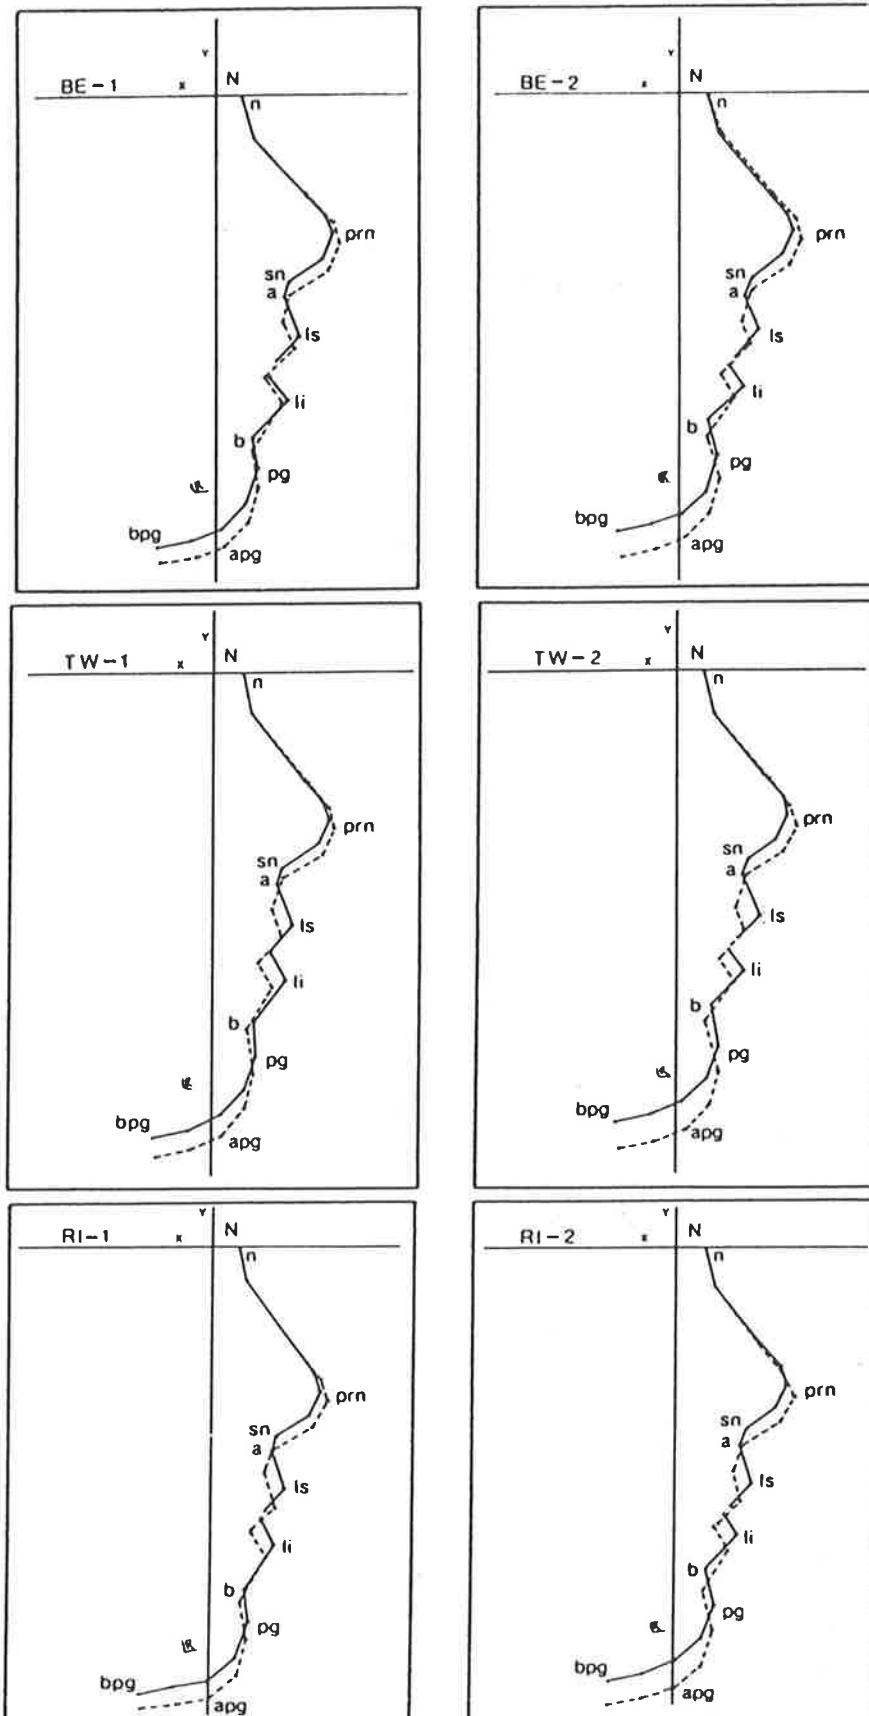 Y
BE-1 x N
n
prn
sn
a
ls
li
b
pg
bpg
apg
Y
BE-2 x N
n
prn
sn
a
ls
li
b
pg
bpg
apg
Y
TW-1 x N
n
prn
sn
a
ls
li
b
pg
bpg
apg
Y
TW-2 x N
n
prn
sn
a
ls
li
b
pg
bpg
apg
Y
RI-1 x N
n
prn
sn
a
ls
li
b
pg
bpg
apg
Y
RI-2 x N
n
prn
sn
a
ls
li
b
pg
bpg
apg